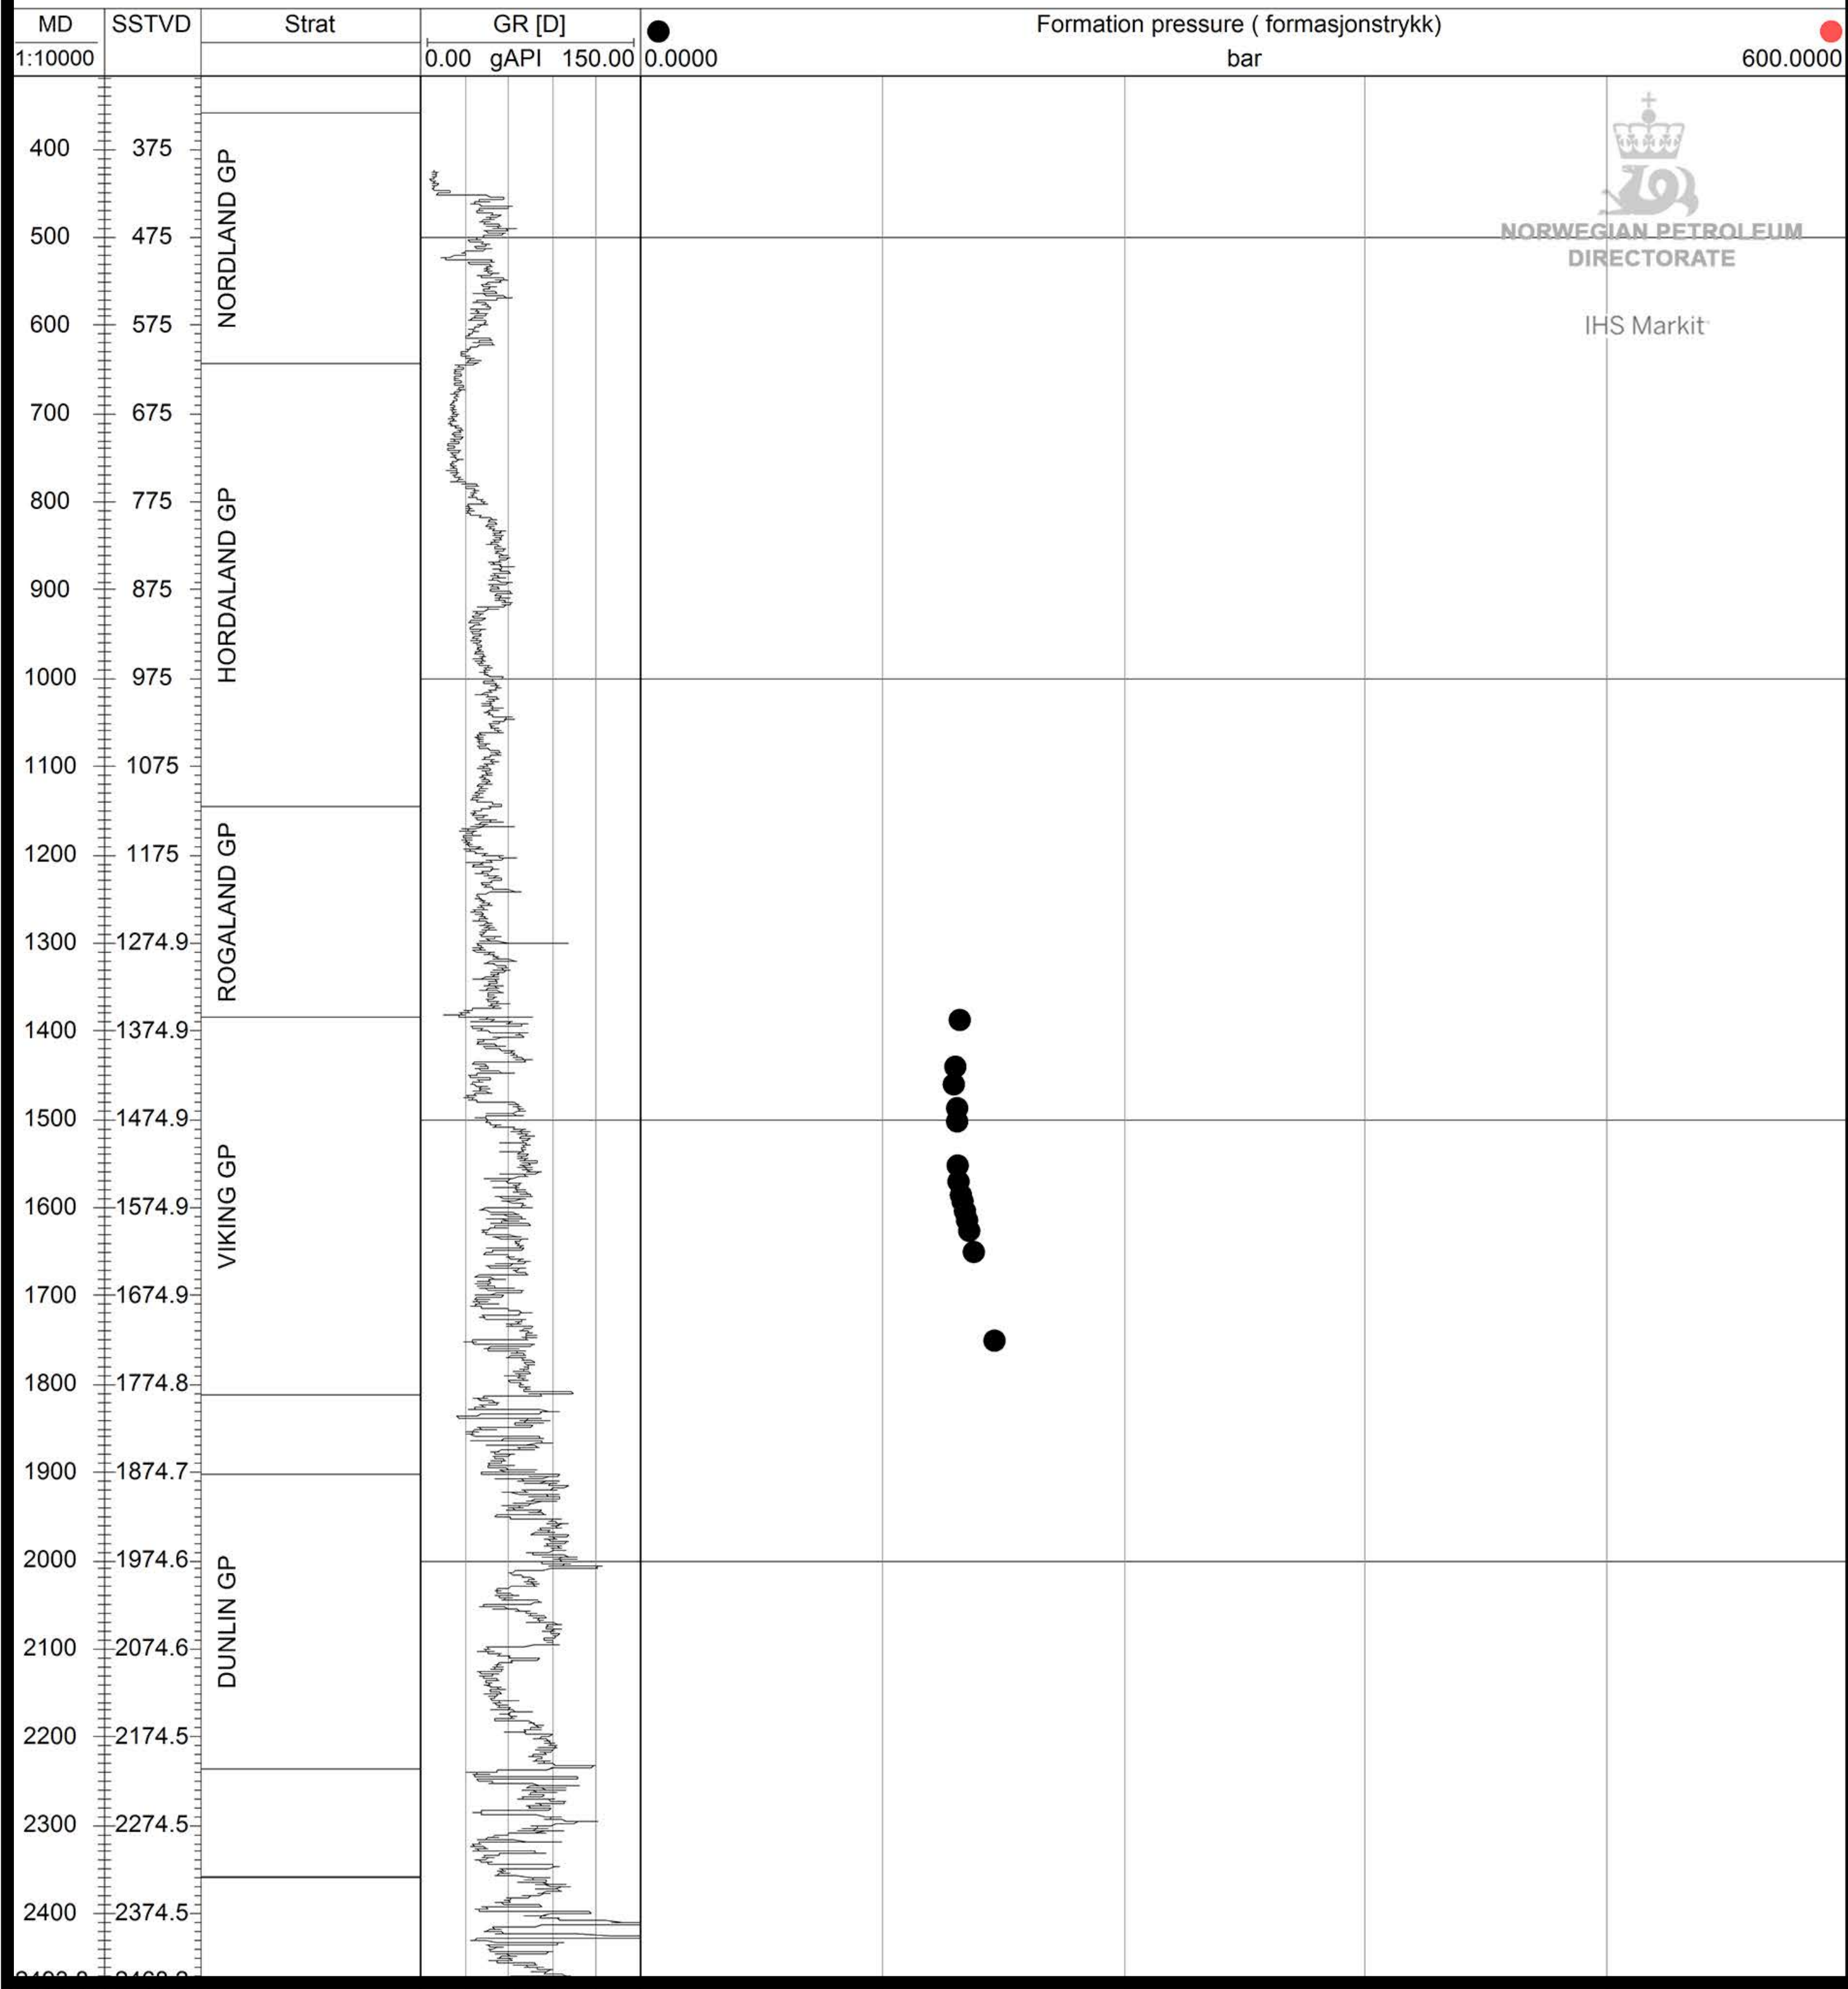 MD SSTVD Strat GR [D] Formation pressure ( formasjonstrykk)
1:10000 0.00 gAPI 150.00 0.0000 bar 600.0000
400 375
NORDLAND GP
500 475
NORWEGIAN PETROLEUM
DIRECTORATE
600 575
IHS Markit
700 675
800 775
HORDALAND GP
900 875
1000 975
1100 1075
1200 1175
ROGALAND GP
1300 1274.9
1400 1374.9
1500 1474.9
VIKING GP
1600 1574.9
1700 1674.9
1800 1774.8
1900 1874.7
2000 1974.6
DUNLIN GP
2100 2074.6
2200 2174.5
2300 2274.5
2400 2374.5